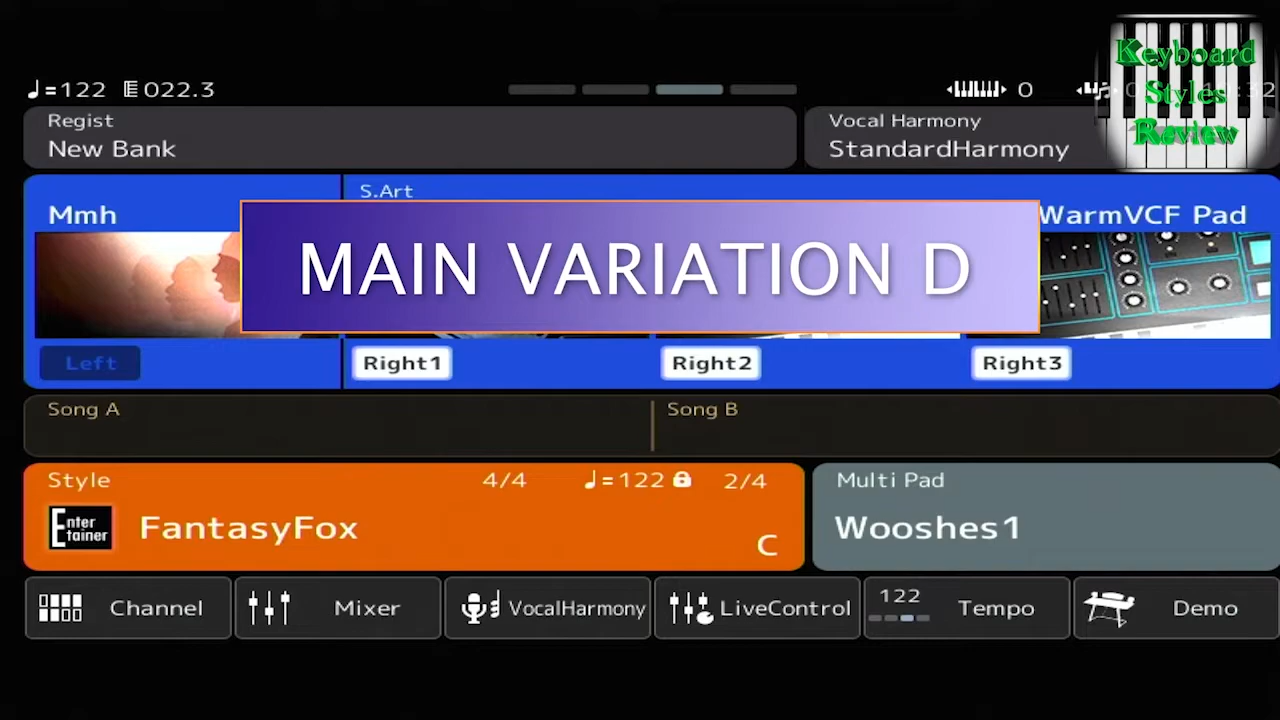 ♩=122 022.3
0
Keyboard
Styles
Review
Regist
New Bank
Vocal Harmony
StandardHarmony
S.Art
Mmh
WarmVCF Pad
MAIN VARIATION D
Left
Right1
Right2
Right3
Song A
Song B
Style
4/4 ♩=122 2/4
Enter
tainer
FantasyFox
C
Multi Pad
Wooshes1
Channel
Mixer
VocalHarmony
LiveControl
122
Tempo
Demo